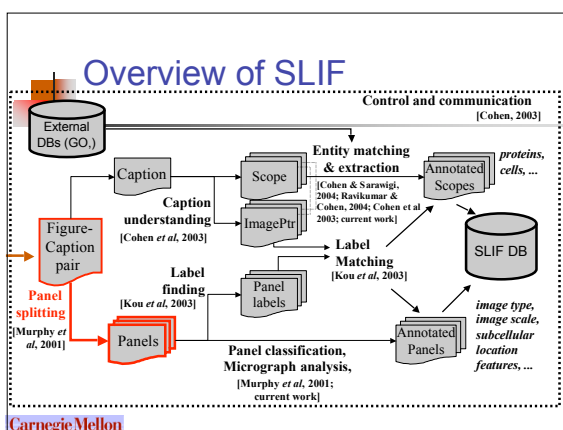 Overview of SLIF
Control and communication
[Cohen, 2003]
External
DBs (GO,)
Entity matching
& extraction
[Cohen & Sarawigi,
2004; Ravikumar &
Cohen, 2004; Cohen et al
2003; current work]
proteins,
cells, ...
Caption
Scope
Annotated
Scopes
Caption
understanding
[Cohen et al, 2003]
ImagePtr
Figure-
Caption
pair
SLIF DB
Label
Matching
[Kou et al, 2003]
Label
finding
[Kou et al, 2003]
Panel
labels
Panel
splitting
[Murphy et
al, 2001]
Panels
Annotated
Panels
image type,
image scale,
subcellular
location
features, ...
Panel classification,
Micrograph analysis,
[Murphy et al, 2001;
current work]
Carnegie Mellon